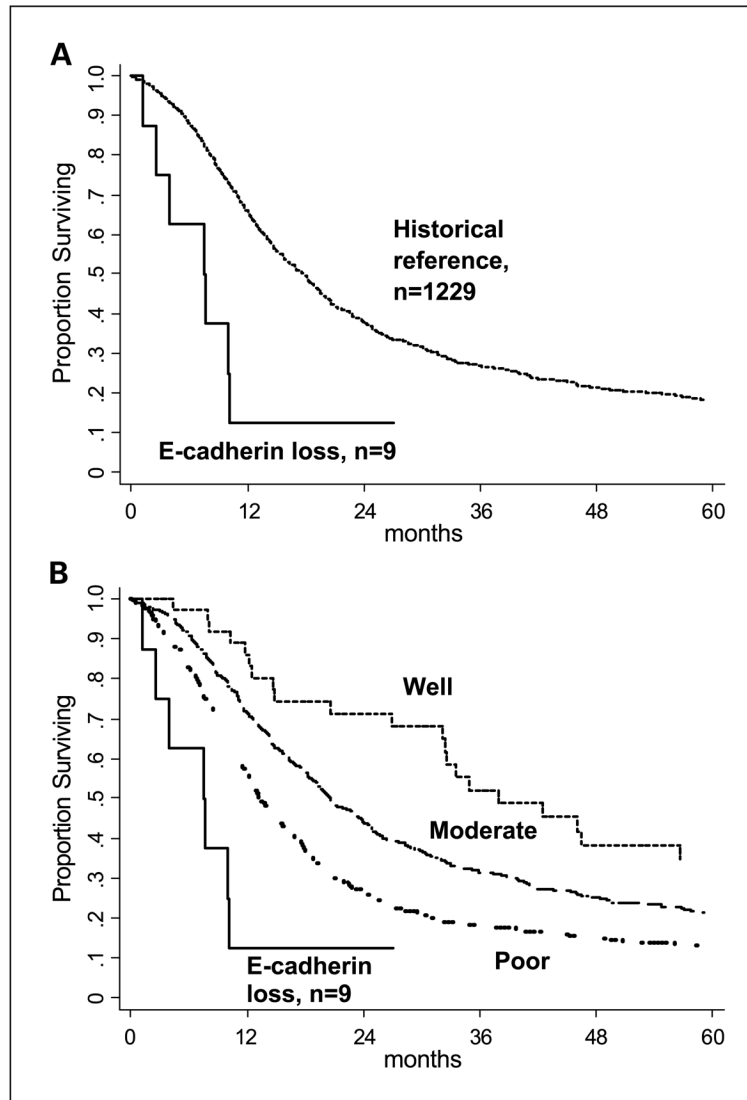 A
Proportion Surviving
1.0
.9
.8
.7
.6
.5
.4
.3
.2
.1
0
Historical
reference,
n=1229
E-cadherin loss, n=9
0 12 24 36 48 60
months
B
Proportion Surviving
1.0
.9
.8
.7
.6
.5
.4
.3
.2
.1
0
Well
Moderate
Poor
E-cadherin
loss, n=9
0 12 24 36 48 60
months